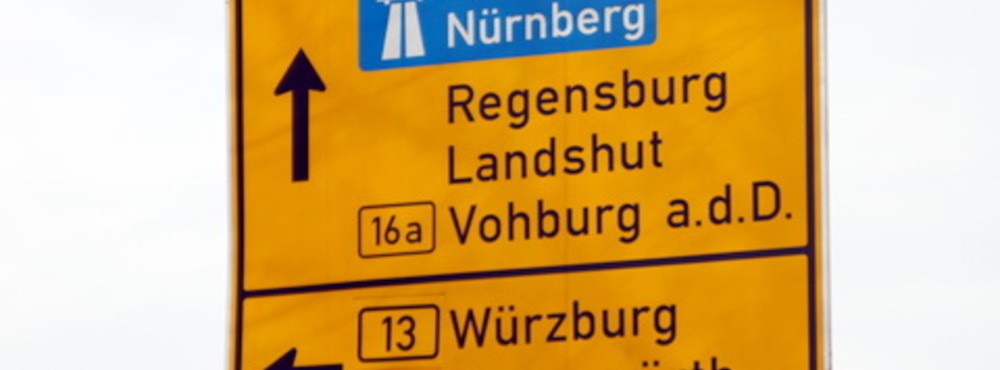 Nürnberg
Regensburg
Landshut
16a Vohburg a.d.D.
13 Würzburg